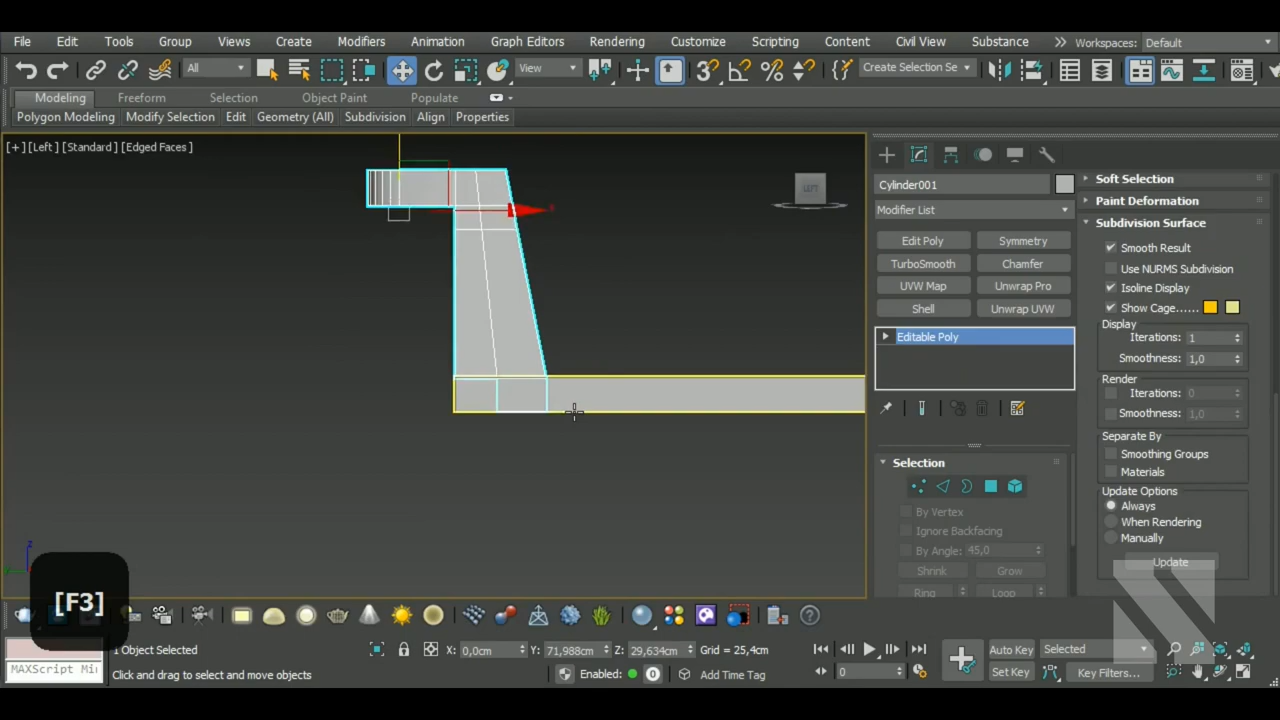 File Edit Tools Group Views Create Modifiers Animation Graph Editors Rendering Customize Scripting Content Civil View Substance Workspaces: Default
All View Create Selection Se
Modeling Freeform Selection Object Paint Populate
Polygon Modeling Modify Selection Edit Geometry (All) Subdivision Align Properties
[+] [Left] [Standard] [Edged Faces]
LEFT
Cylinder001
Modifier List
Edit Poly Symmetry
TurboSmooth Chamfer
UVW Map Unwrap Pro
Shell Unwrap UVW
Editable Poly
Selection
By Vertex
Ignore Backfacing
By Angle: 45,0
Shrink Grow
Ring Loop
Soft Selection
Paint Deformation
Subdivision Surface
Smooth Result
Use NURMS Subdivision
Isoline Display
Show Cage......
Display
Iterations: 1
Smoothness: 1,0
Render
Iterations: 0
Smoothness: 1,0
Separate By
Smoothing Groups
Materials
Update Options
Always
When Rendering
Manually
Update
[F3]
1 Object Selected X: 0,0cm Y: 71,988cm Z: 29,634cm Grid = 25,4cm Auto Key Selected
MAXScript Mi Click and drag to select and move objects Enabled: 0 Add Time Tag 0 Set Key Key Filters...